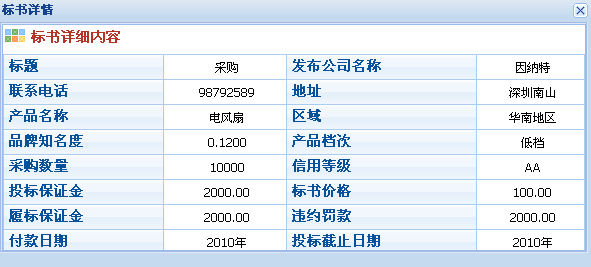 标书详情
标书详细内容
标题 采购 发布公司名称 因纳特
联系电话 98792589 地址 深圳南山
产品名称 电风扇 区域 华南地区
品牌知名度 0.1200 产品档次 低档
采购数量 10000 信用等级 AA
投标保证金 2000.00 标书价格 100.00
履标保证金 2000.00 违约罚款 2000.00
付款日期 2010年 投标截止日期 2010年